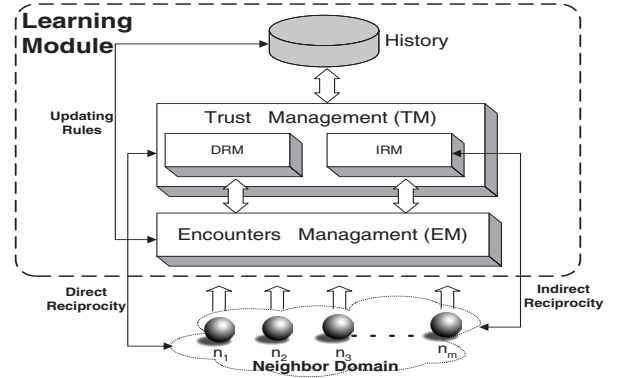 Learning
Module
History
Updating
Rules
Trust Management (TM)
DRM
IRM
Encounters Managament (EM)
Direct
Reciprocity
Indirect
Reciprocity
n1
n2
n3
. . . .
nm
Neighbor Domain